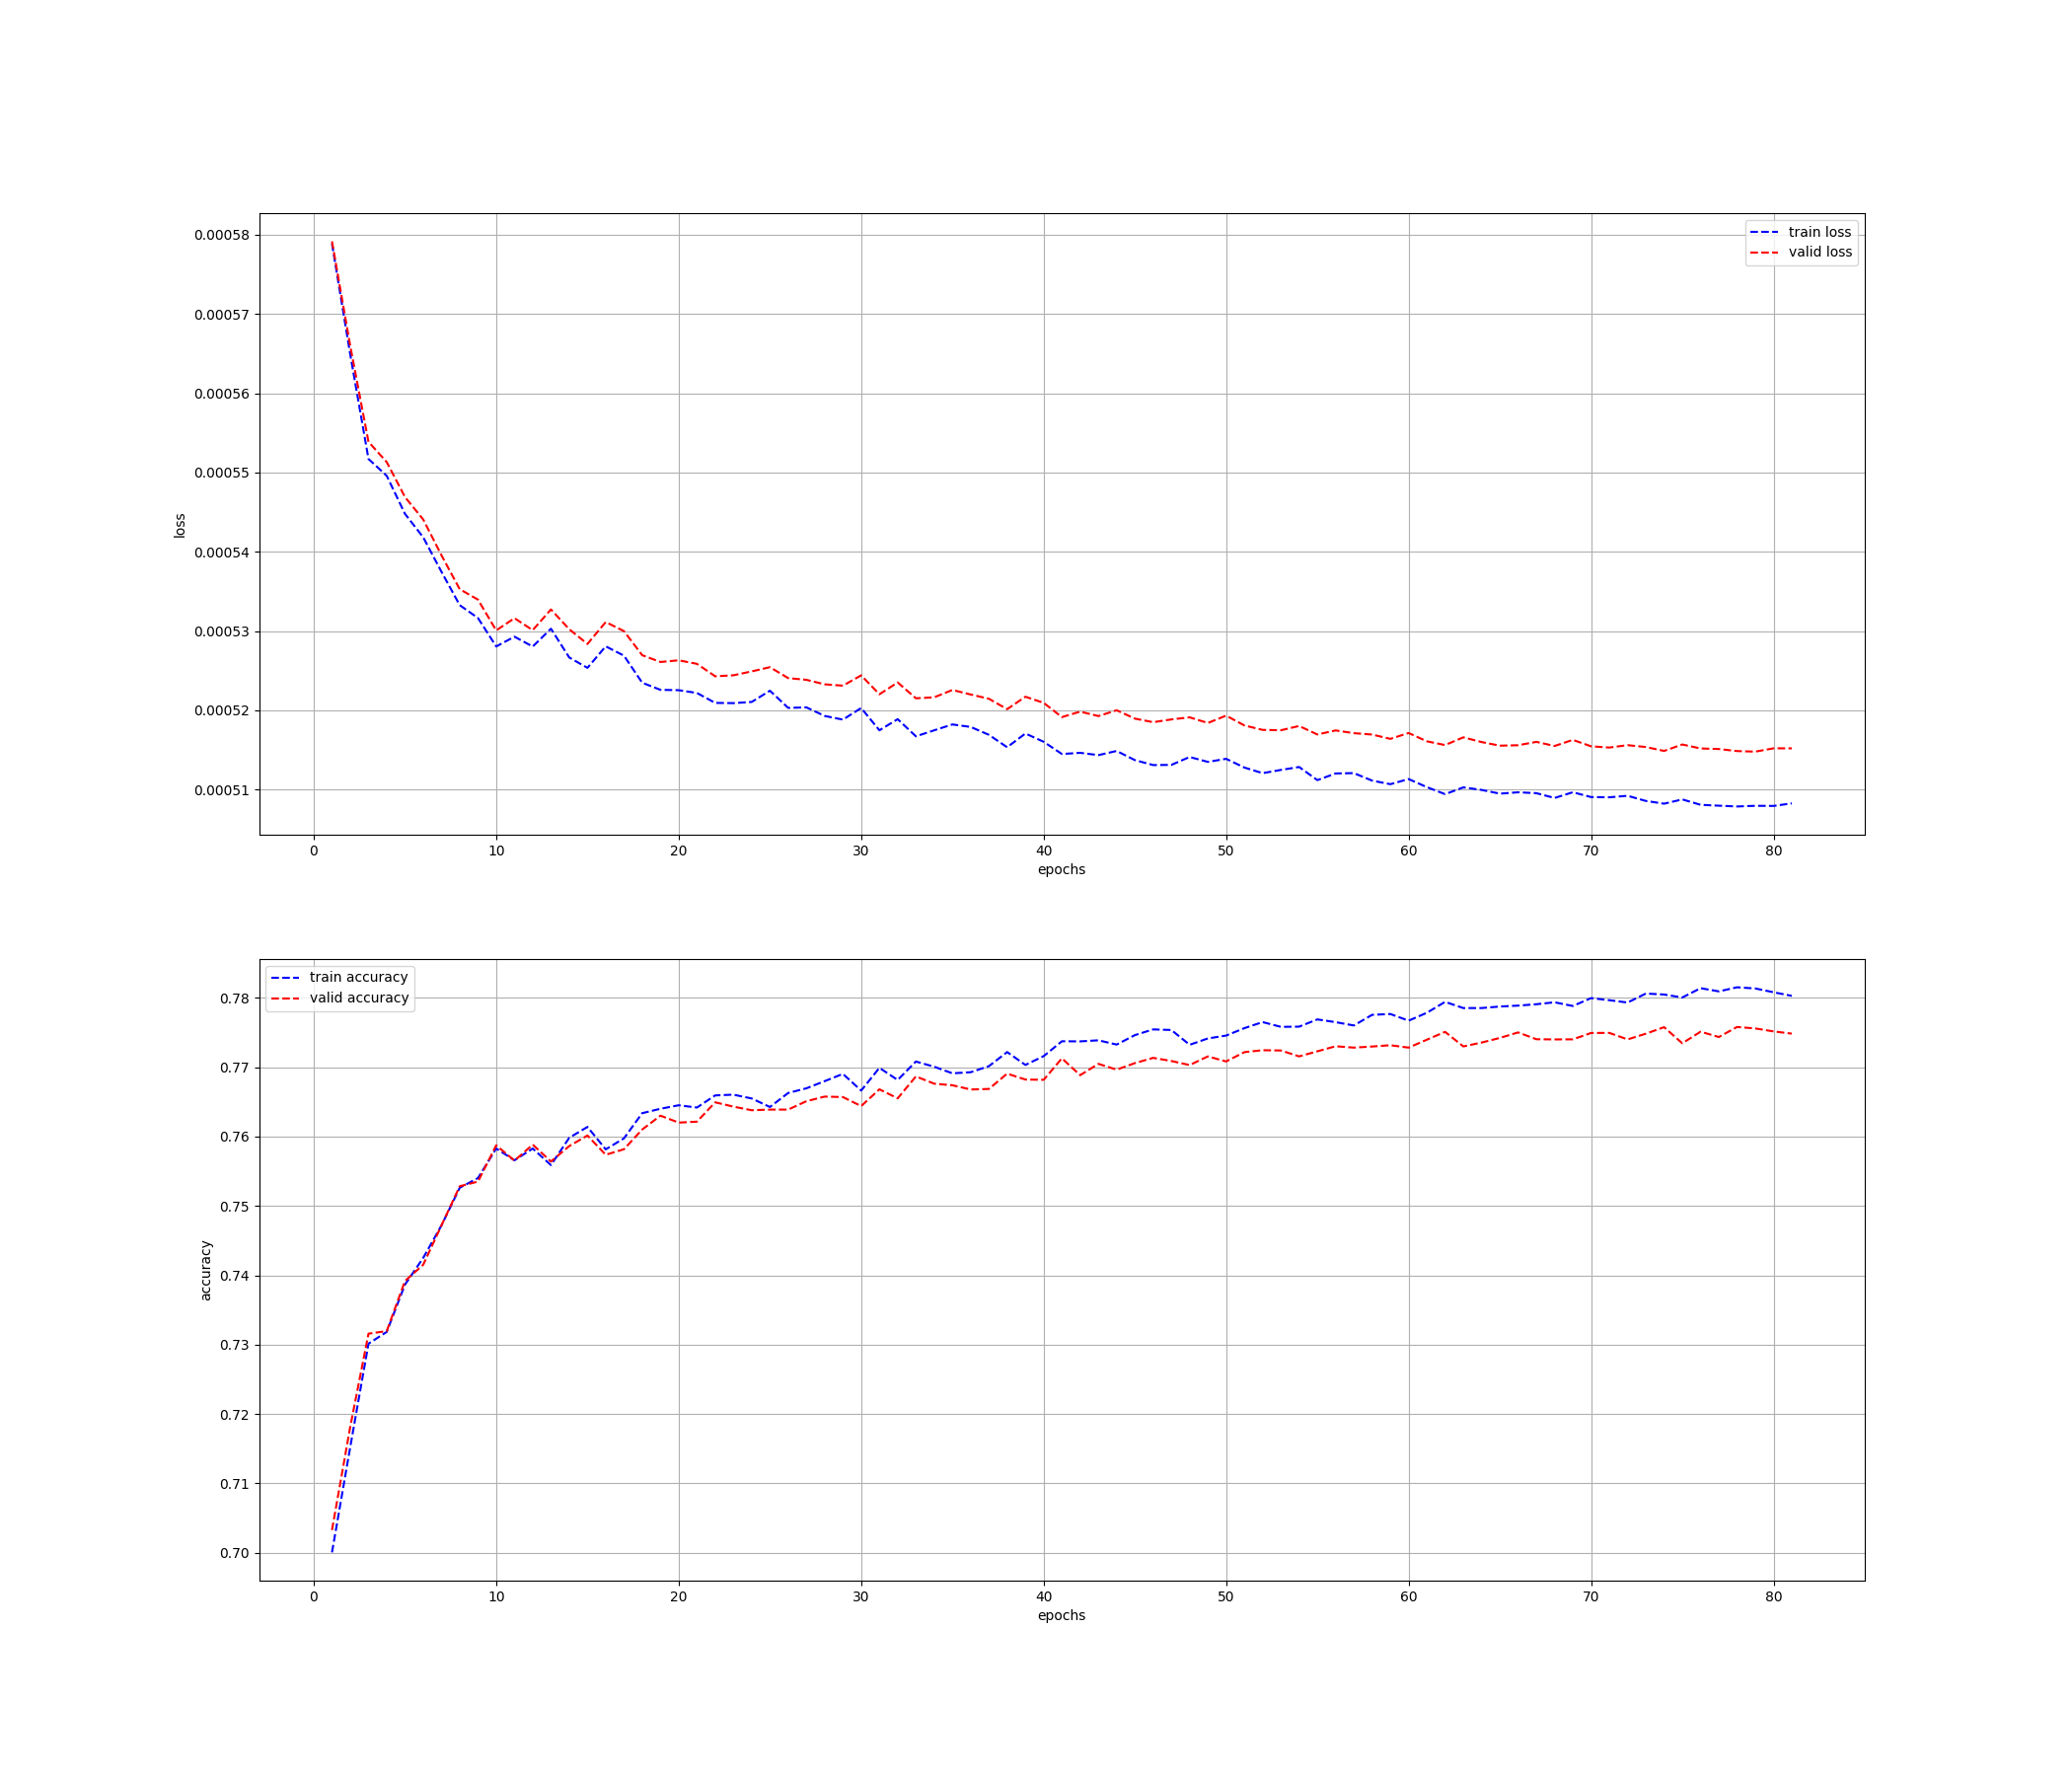 0.00058
0.00057
0.00056
0.00055
0.00054
0.00053
0.00052
0.00051
loss
train loss
valid loss
0 10 20 30 40 50 60 70 80
epochs
train accuracy
valid accuracy
0.78
0.77
0.76
0.75
0.74
0.73
0.72
0.71
0.70
accuracy
0 10 20 30 40 50 60 70 80
epochs